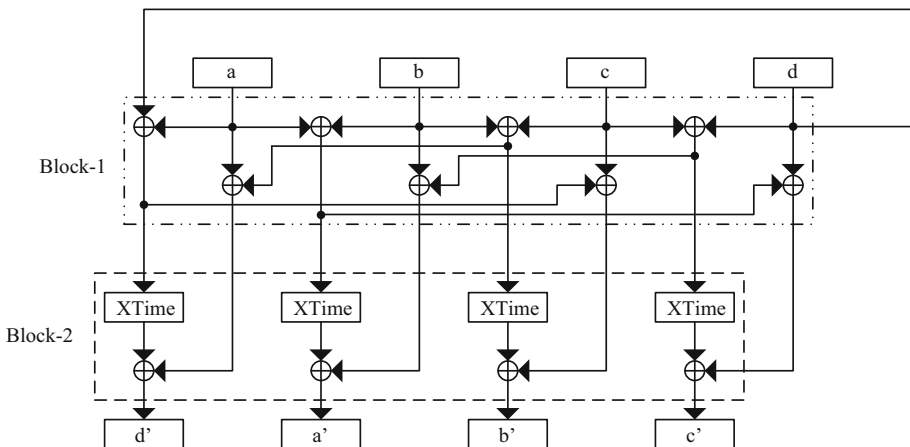 a b c d
Block-1
XTime XTime XTime XTime
Block-2
d' a' b' c'